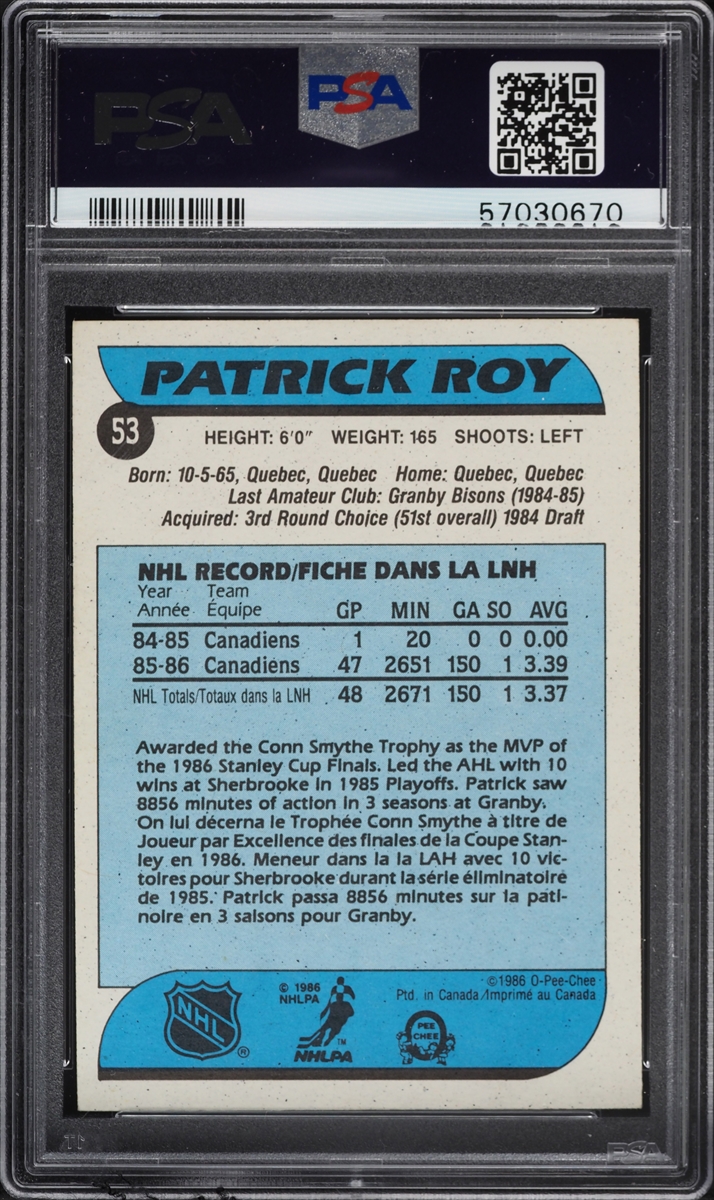 PSA
PSA
57030670
PATRICK ROY
53
HEIGHT: 6'0" WEIGHT: 165 SHOOTS: LEFT
Born: 10-5-65, Quebec, Quebec Home: Quebec, Quebec
Last Amateur Club: Granby Bisons (1984-85)
Acquired: 3rd Round Choice (51st overall) 1984 Draft
NHL RECORD/FICHE DANS LA LNH
Year Team
Année Équipe GP MIN GA SO AVG
84-85 Canadiens 1 20 0 0 0.00
85-86 Canadiens 47 2651 150 1 3.39
NHL Totals/Totaux dans la LNH 48 2671 150 1 3.37
Awarded the Conn Smythe Trophy as the MVP of
the 1986 Stanley Cup Finals. Led the AHL with 10
wins at Sherbrooke in 1985 Playoffs. Patrick saw
8856 minutes of action in 3 seasons at Granby.
On lui décerna le Trophée Conn Smythe à titre de
Joueur par Excellence des finales de la Coupe Stan-
ley en 1986. Meneur dans la la LAH avec 10 vic-
toires pour Sherbrooke durant la série éliminatoire
de 1985. Patrick passa 8856 minutes sur la pati-
noire en 3 saisons pour Granby.
NHL
®
© 1986
NHLPA
TM
NHLPA
©1986 O-Pee-Chee
Ptd. in Canada/Imprimé au Canada
PEE
CHEE
PSA